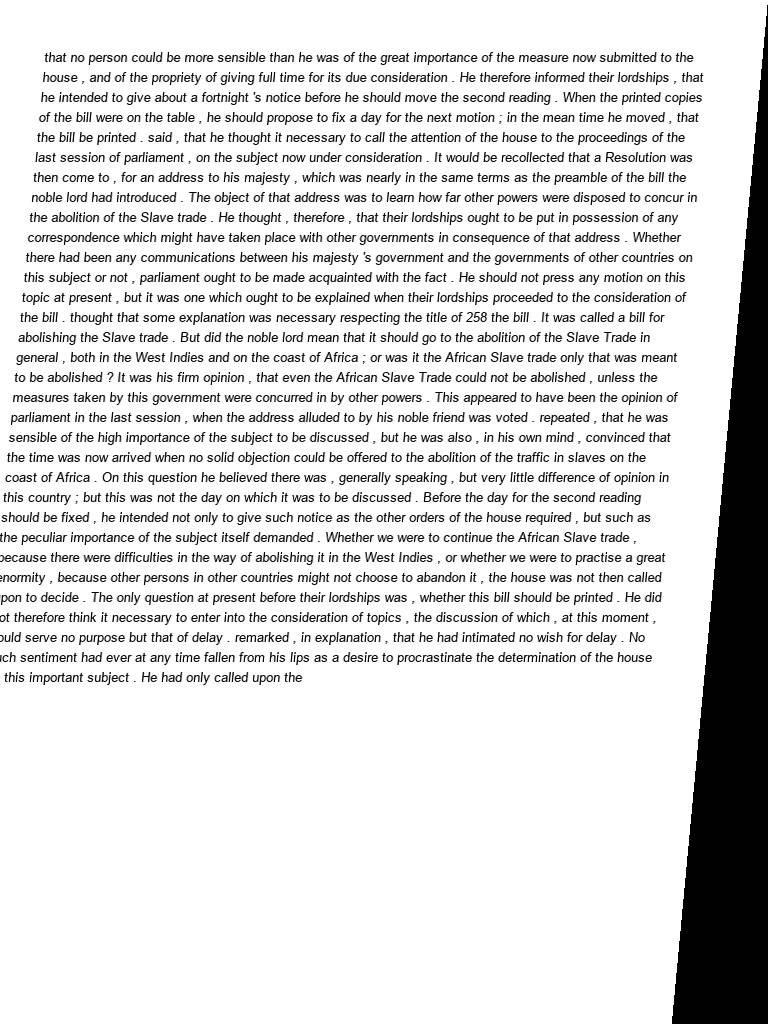 that no person could be more sensible than he was of the great importance of the measure now submitted to the
house , and of the propriety of giving full time for its due consideration . He therefore informed their lordships , that
he intended to give about a fortnight 's notice before he should move the second reading . When the printed copies
of the bill were on the table , he should propose to fix a day for the next motion ; in the mean time he moved , that
the bill be printed . said , that he thought it necessary to call the attention of the house to the proceedings of the
last session of parliament , on the subject now under consideration . It would be recollected that a Resolution was
then come to , for an address to his majesty , which was nearly in the same terms as the preamble of the bill the
noble lord had introduced . The object of that address was to learn how far other powers were disposed to concur in
the abolition of the Slave trade . He thought , therefore , that their lordships ought to be put in possession of any
correspondence which might have taken place with other governments in consequence of that address . Whether
there had been any communications between his majesty 's government and the governments of other countries on
this subject or not , parliament ought to be made acquainted with the fact . He should not press any motion on this
topic at present , but it was one which ought to be explained when their lordships proceeded to the consideration of
the bill . thought that some explanation was necessary respecting the title of 258 the bill . It was called a bill for
abolishing the Slave trade . But did the noble lord mean that it should go to the abolition of the Slave Trade in
general , both in the West Indies and on the coast of Africa ; or was it the African Slave trade only that was meant
to be abolished ? It was his firm opinion , that even the African Slave Trade could not be abolished , unless the
measures taken by this government were concurred in by other powers . This appeared to have been the opinion of
parliament in the last session , when the address alluded to by his noble friend was voted . repeated , that he was
sensible of the high importance of the subject to be discussed , but he was also , in his own mind , convinced that
the time was now arrived when no solid objection could be offered to the abolition of the traffic in slaves on the
coast of Africa . On this question he believed there was , generally speaking , but very little difference of opinion in
this country ; but this was not the day on which it was to be discussed . Before the day for the second reading
should be fixed , he intended not only to give such notice as the other orders of the house required , but such as
the peculiar importance of the subject itself demanded . Whether we were to continue the African Slave trade ,
because there were difficulties in the way of abolishing it in the West Indies , or whether we were to practise a great
enormity , because other persons in other countries might not choose to abandon it , the house was not then called
upon to decide . The only question at present before their lordships was , whether this bill should be printed . He did
therefore think it necessary to enter into the consideration of topics , the discussion of which , at this moment ,
serve no purpose but that of delay . remarked , in explanation , that he had intimated no wish for delay . No
sentiment had ever at any time fallen from his lips as a desire to procrastinate the determination of the house
this important subject . He had only called upon the